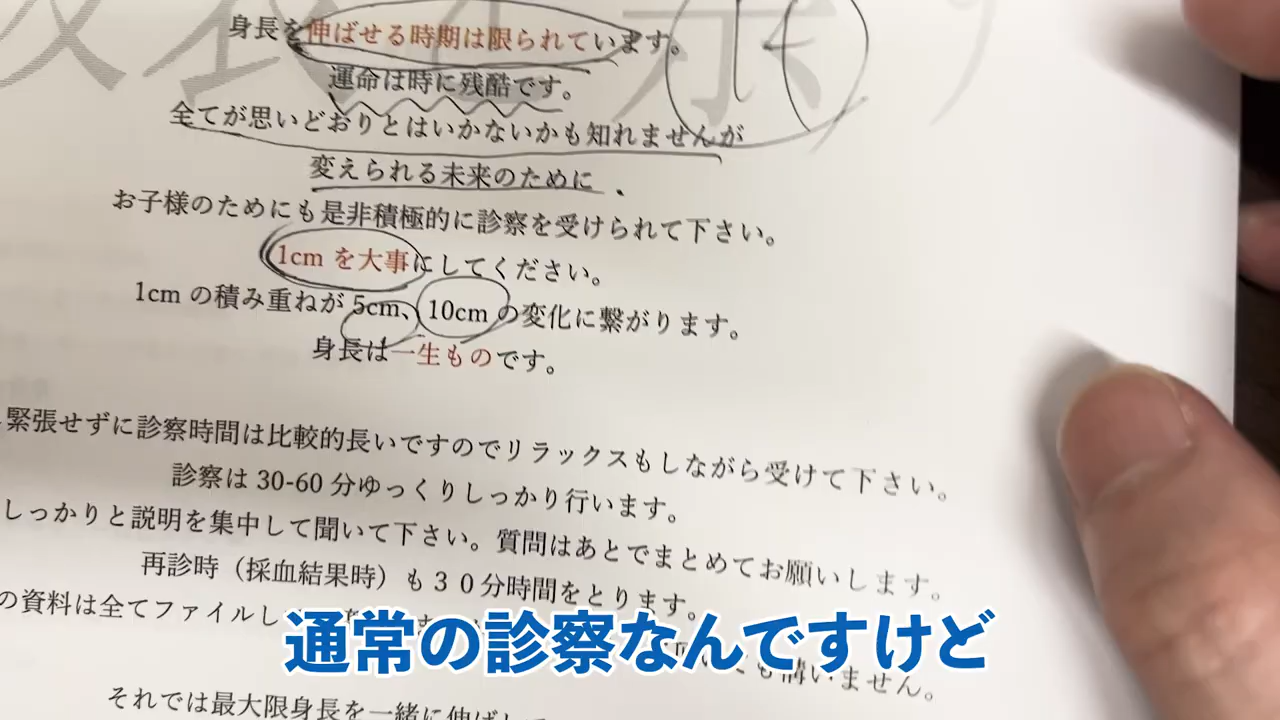 身長を伸ばせる時期は限られています。
運命は時に残酷です。
全てが思いどおりとはいかないかも知れませんが
変えられる未来のために
お子様のためにも是非積極的に診察を受けられて下さい。
1cm を大事にしてください。
1cm の積み重ねが 5cm、10cm の変化に繋がります。
身長は一生ものです。
緊張せずに診察時間は比較的長いですのでリラックスもしながら受けて下さい。
診察は 30-60 分ゆっくりしっかり行います。
しっかりと説明を集中して聞いて下さい。質問はあとでまとめてお願いします。
再診時（採血結果時）も３０分時間をとります。
の資料は全てファイルし
も構いません。
通常の診察なんですけど
それでは最大限身長を一緒に伸ばし